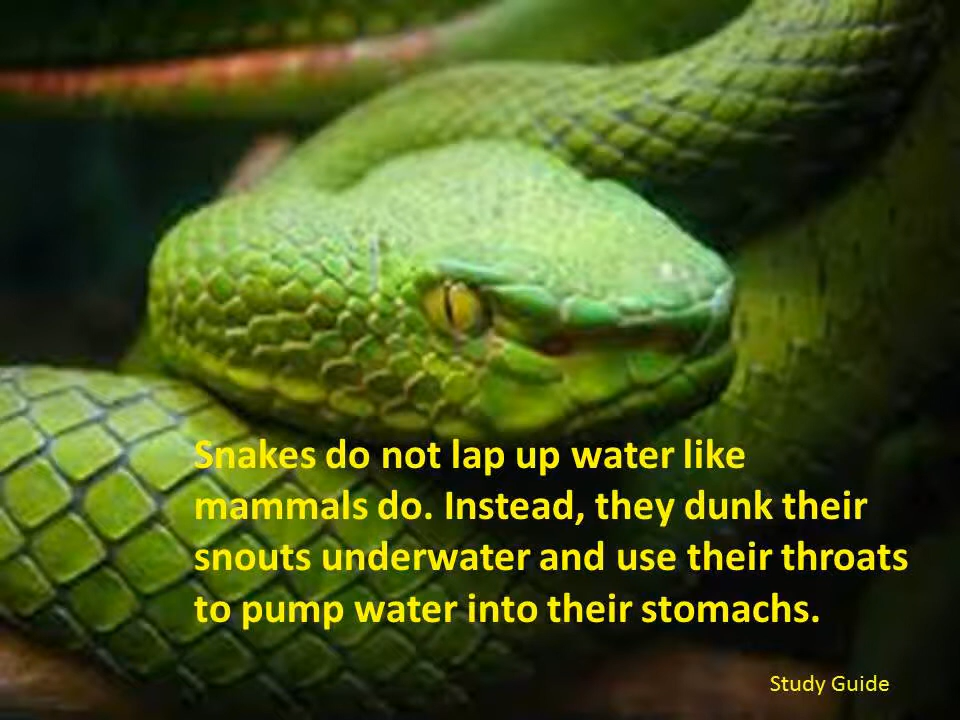 Snakes do not lap up water like
mammals do. Instead, they dunk their
snouts underwater and use their throats
to pump water into their stomachs.
Study Guide